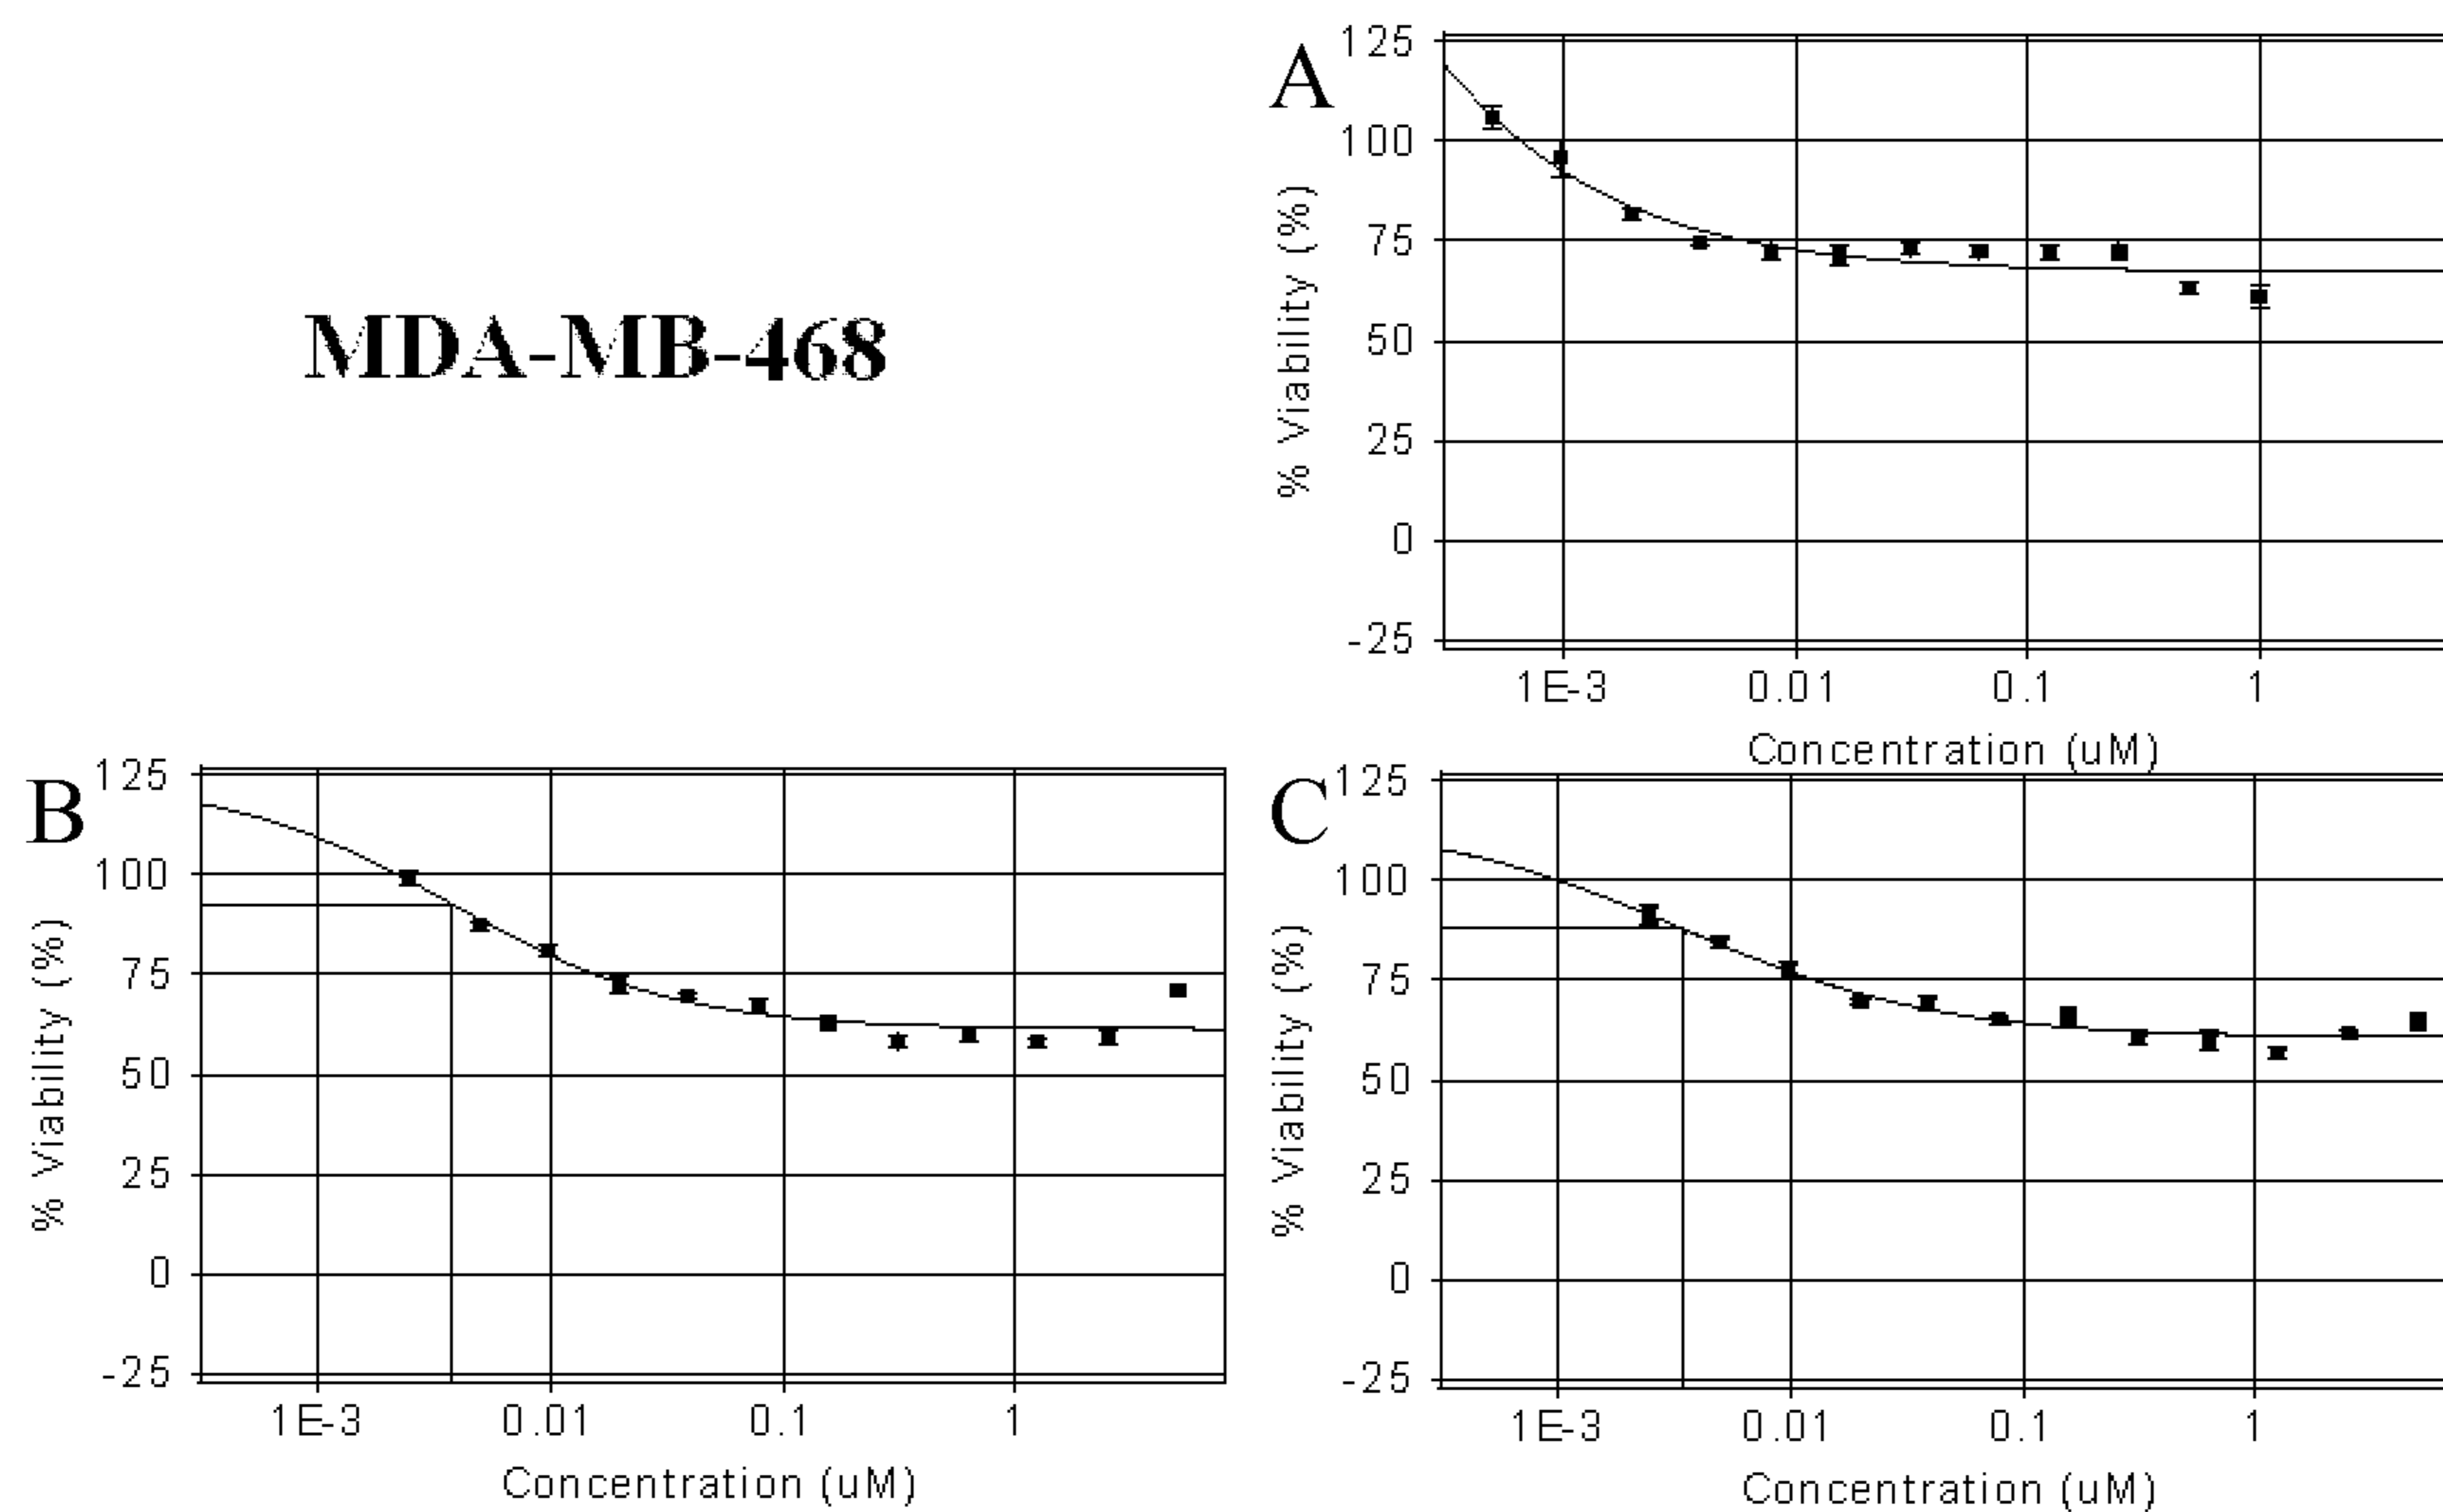 MDA-MB-468
A
125
100
75
50
25
0
-25
% Viability (%)
1E-3 0.01 0.1 1
Concentration (uM)
B
125
100
75
50
25
0
-25
% Viability (%)
1E-3 0.01 0.1 1
Concentration (uM)
C
125
100
75
50
25
0
-25
% Viability (%)
1E-3 0.01 0.1 1
Concentration (uM)